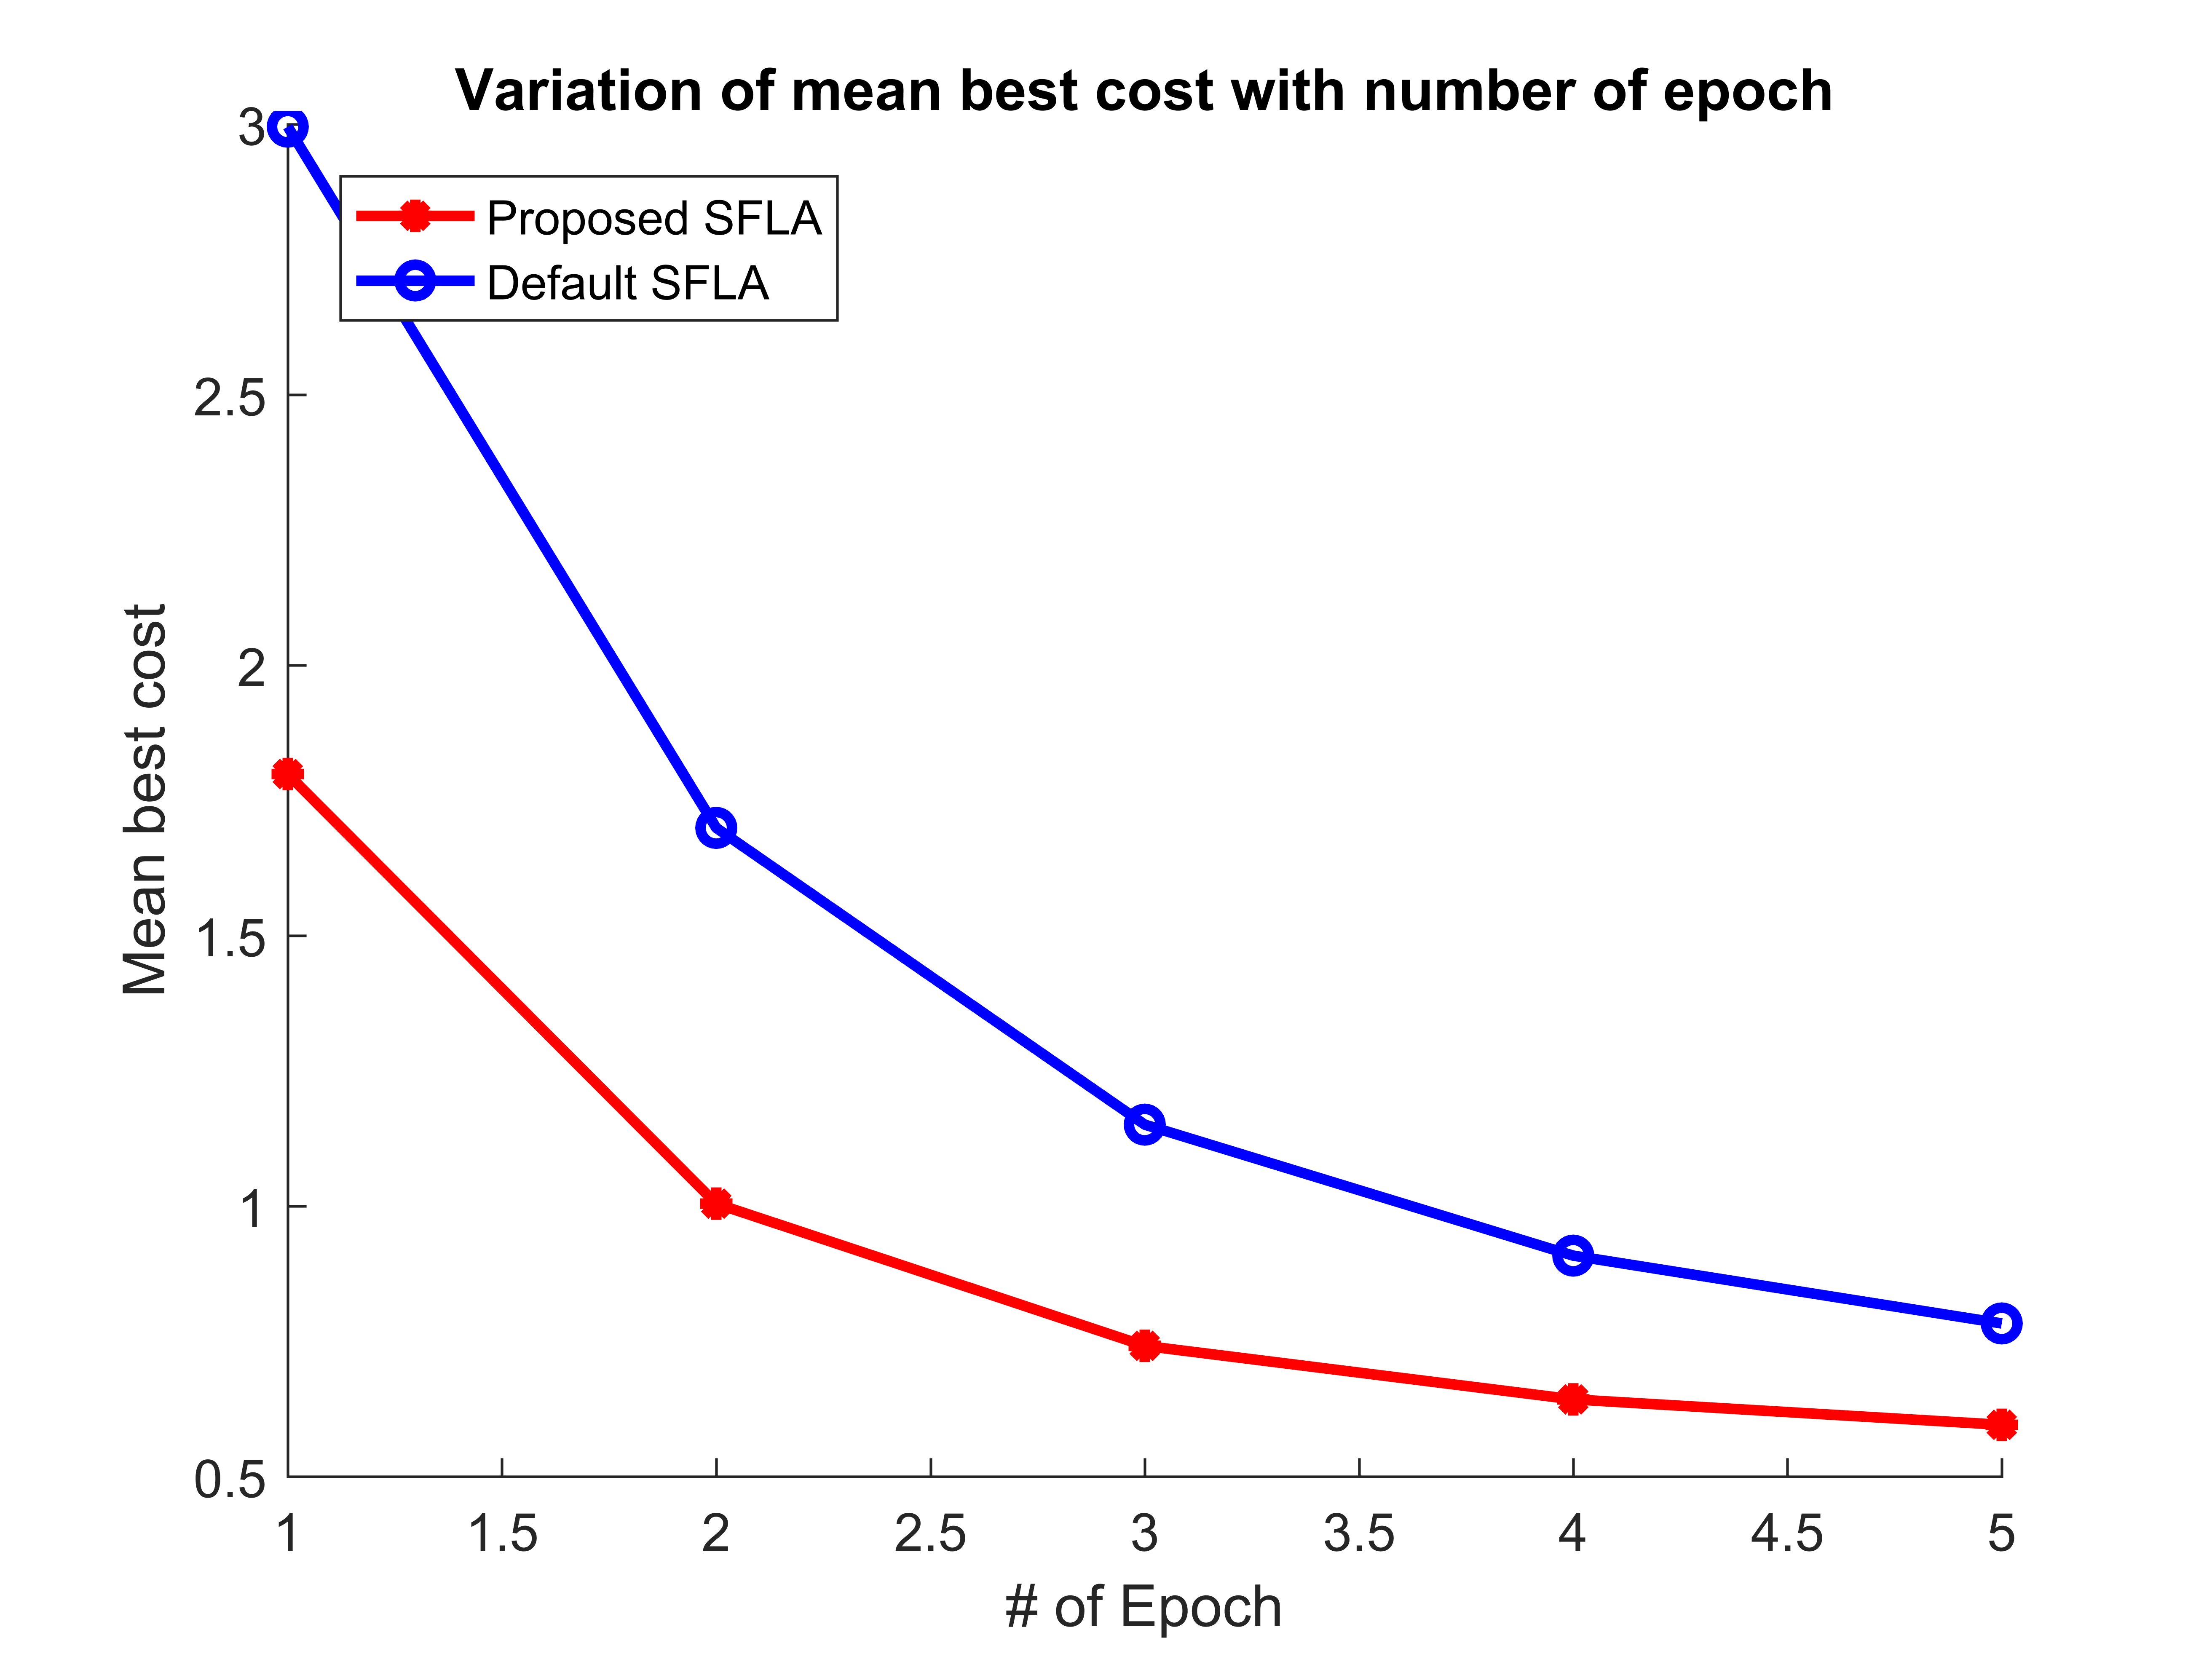 Variation of mean best cost with number of epoch
3
Proposed SFLA
Default SFLA
2.5
2
Mean best cost
1.5
1
0.5
1 1.5 2 2.5 3 3.5 4 4.5 5
# of Epoch